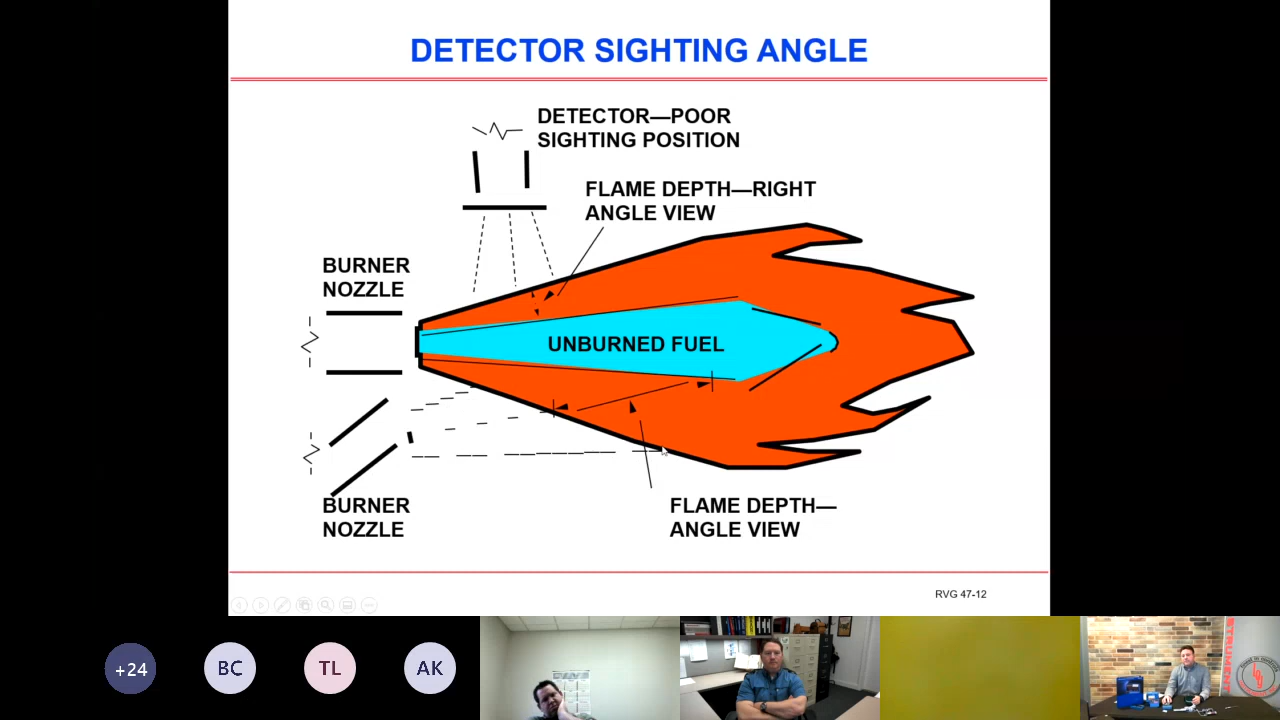 DETECTOR SIGHTING ANGLE
DETECTOR—POOR
SIGHTING POSITION
FLAME DEPTH—RIGHT
ANGLE VIEW
BURNER
NOZZLE
UNBURNED FUEL
BURNER
NOZZLE
FLAME DEPTH—
ANGLE VIEW
RVG 47-12
+24
BC
TL
AK
STRUMENT